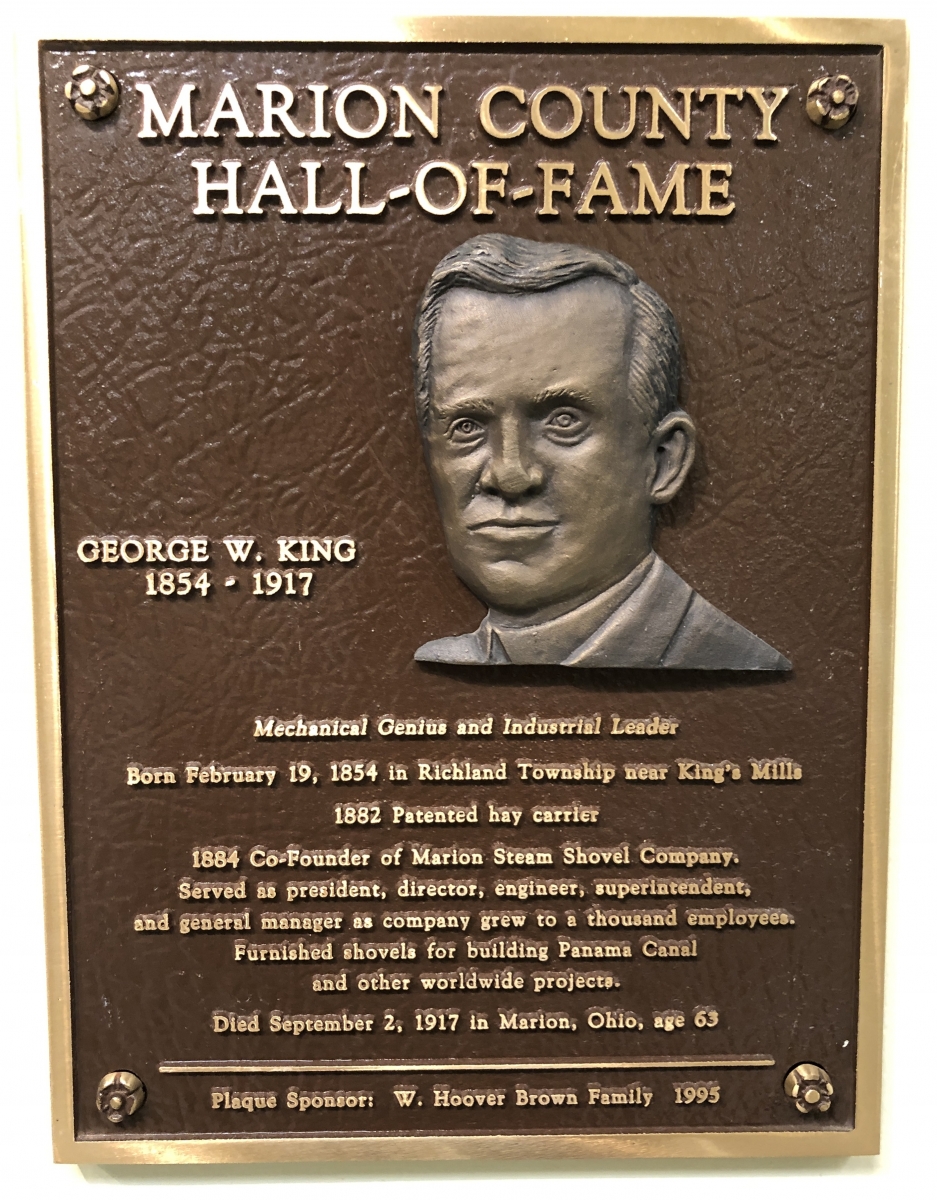 MARION COUNTY
HALL-OF-FAME
GEORGE W. KING
1854 - 1917
Mechanical Genius and Industrial Leader
Born February 19, 1854 in Richland Township near King's Mills
1882 Patented hay carrier
1884 Co-Founder of Marion Steam Shovel Company.
Served as president, director, engineer, superintendent,
and general manager as company grew to a thousand employees.
Furnished shovels for building Panama Canal
and other worldwide projects.
Died September 2, 1917 in Marion, Ohio, age 63
Plaque Sponsor: W. Hoover Brown Family 1995